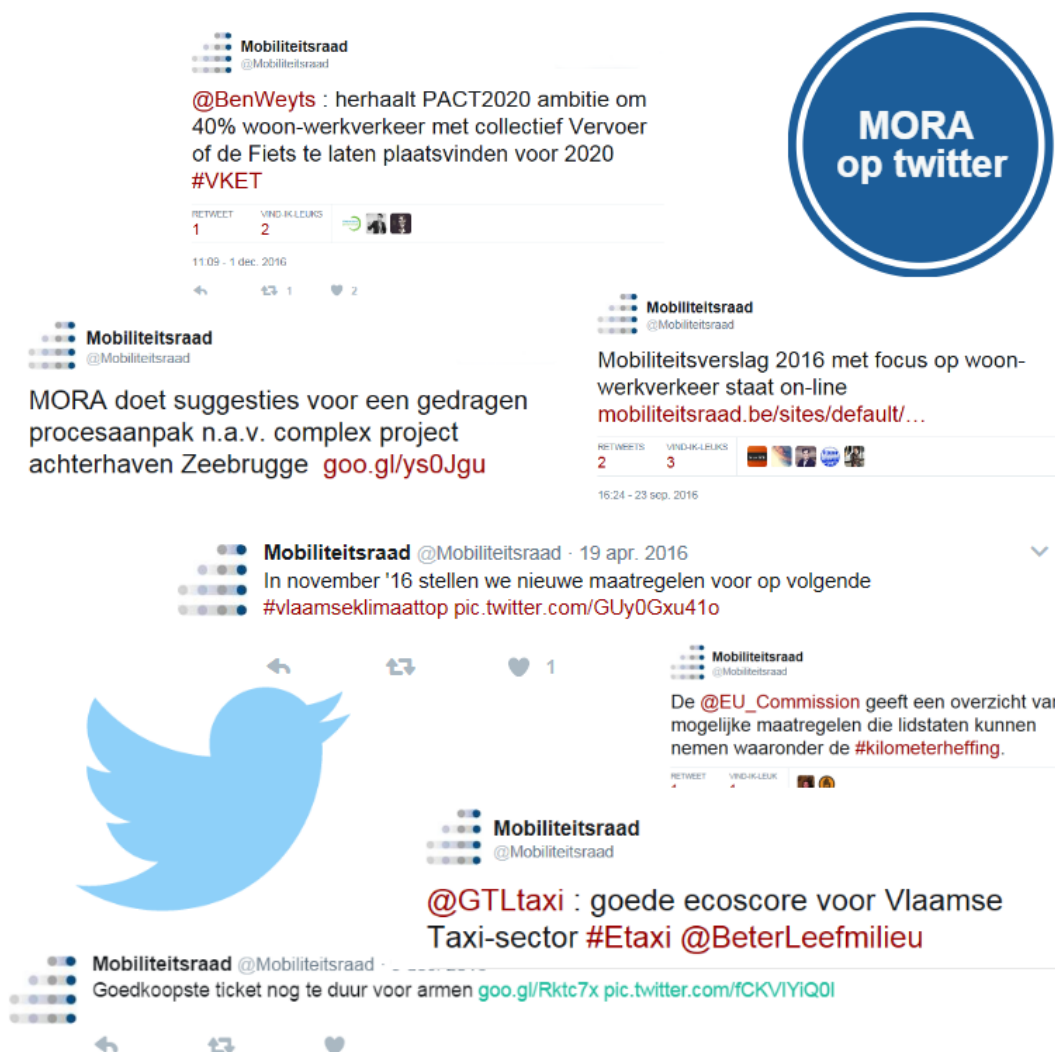 Mobiliteitsraad
@Mobiliteitsraad
@BenWeyts : herhaalt PACT2020 ambitie om
40% woon-werkverkeer met collectief Vervoer
of de Fiets te laten plaatsvinden voor 2020
#VKET
RETWEET VIND-IK-LEUKS
1 2
11:09 - 1 dec. 2016
1 2
MORA
op twitter
Mobiliteitsraad
@Mobiliteitsraad
MORA doet suggesties voor een gedragen
procesaanpak n.a.v. complex project
achterhaven Zeebrugge goo.gl/ys0Jgu
Mobiliteitsraad
@Mobiliteitsraad
Mobiliteitsverslag 2016 met focus op woon-
werkverkeer staat on-line
mobiliteitsraad.be/sites/default/…
RETWEETS VIND-IK-LEUKS
2 3
16:24 - 23 sep. 2016
Mobiliteitsraad @Mobiliteitsraad · 19 apr. 2016
In november '16 stellen we nieuwe maatregelen voor op volgende
#vlaamseklimaattop pic.twitter.com/GUy0Gxu41o
1
Mobiliteitsraad
@Mobiliteitsraad
De @EU_Commission geeft een overzicht van
mogelijke maatregelen die lidstaten kunnen
nemen waaronder de #kilometerheffing.
RETWEET VIND-IK-LEUK
Mobiliteitsraad
@Mobiliteitsraad
@GTLtaxi : goede ecoscore voor Vlaamse
Taxi-sector #Etaxi @BeterLeefmilieu
Mobiliteitsraad @Mobiliteitsraad ·
Goedkoopste ticket nog te duur voor armen goo.gl/Rktc7x pic.twitter.com/fCKVIYiQ0I